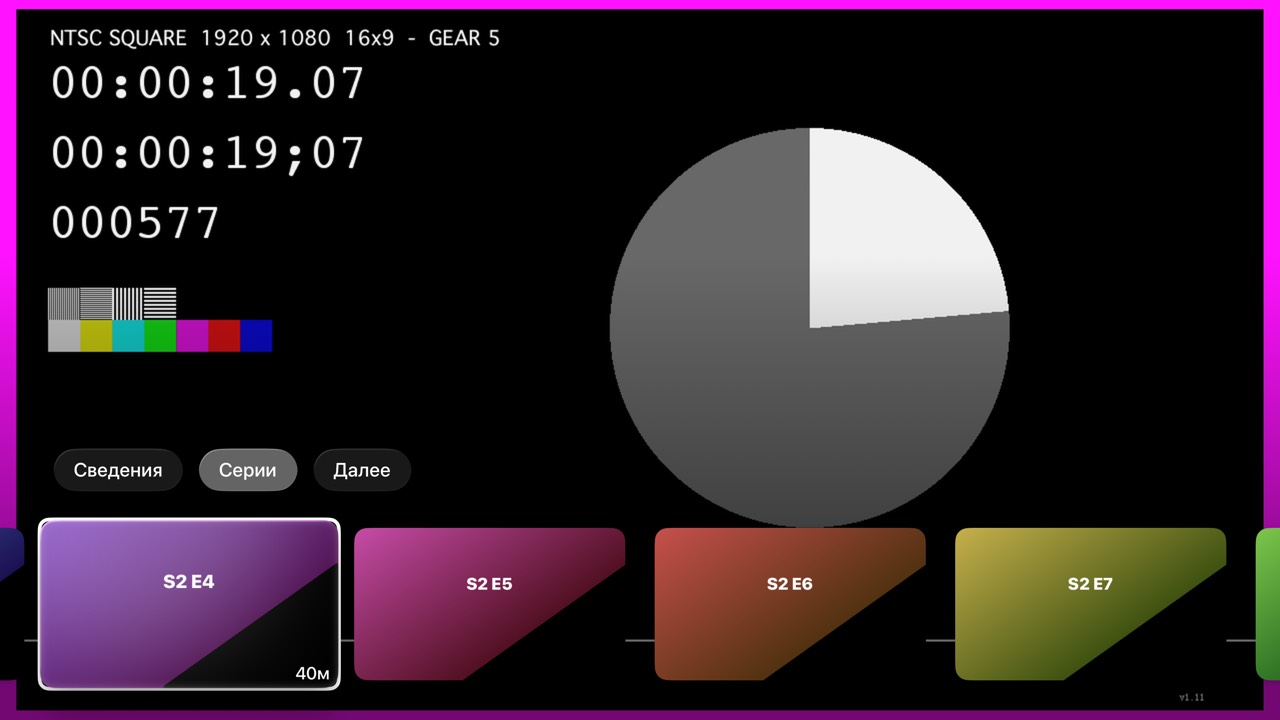 NTSC SQUARE 1920 x 1080 16x9 - GEAR 5
00:00:19.07
00:00:19;07
000577
Сведения Серии Далее
S2 E4 S2 E5 S2 E6 S2 E7
40м
v1.11